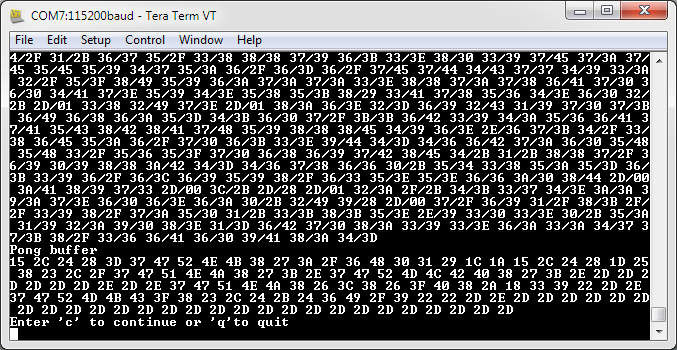 COM7:115200baud - Tera Term VT
File Edit Setup Control Window Help
4/2F 31/2B 36/37 35/2F 33/38 38/38 37/39 36/3B 33/3E 38/30 33/39 37/45 37/3A 37/
45 35/45 35/39 34/37 35/3A 36/2F 36/3D 36/2F 37/45 37/44 34/43 37/37 34/39 33/3A
 32/2F 35/3F 38/49 35/39 36/3A 37/3A 37/3A 33/3E 38/38 37/3A 37/38 36/41 37/30 3
6/30 34/41 37/3E 35/39 34/3E 35/38 35/3B 38/29 33/41 37/38 35/36 34/3E 36/30 32/
2B 2D/01 33/38 32/49 37/3E 2D/01 38/3A 36/3E 32/3D 36/39 32/43 31/39 37/30 37/3B
 36/49 36/38 36/3A 35/3D 34/3B 36/30 37/2F 3B/3B 36/42 33/39 34/3A 35/36 36/41 3
7/41 35/43 38/42 38/41 37/48 35/39 38/38 38/45 34/39 36/3E 2E/36 37/3B 34/2F 33/
38 36/45 35/3A 36/2F 37/30 36/3B 33/3E 39/44 34/3D 34/36 36/42 37/3A 36/30 35/48
 35/48 33/2F 35/36 35/3F 37/30 36/38 36/39 37/42 38/45 34/2B 31/2B 38/38 37/2F 3
6/39 30/39 38/28 3A/42 34/3D 34/36 37/38 36/36 30/2B 35/34 33/38 35/3A 35/3D 36/
3B 33/39 36/2F 36/3C 36/39 35/39 38/2F 36/33 35/3E 35/3E 36/36 3A/30 38/44 2D/00
 3A/41 38/39 37/33 2D/00 3C/2B 2D/28 2D/01 32/3A 2F/2B 34/3B 33/37 34/3E 3A/3A 3
9/3A 37/3E 36/30 36/3E 36/3A 30/2B 32/49 39/28 2D/00 37/2F 36/39 31/2F 38/3B 2F/
2F 33/39 38/2F 37/3A 35/30 31/2B 33/3B 38/3B 35/3E 2E/39 33/30 33/3E 30/2B 35/3A
 31/39 32/3A 39/30 38/3E 31/3D 36/42 37/30 38/3A 33/39 33/3E 36/3A 33/3A 34/37 3
7/3B 38/2F 33/36 36/41 36/30 39/41 38/3A 34/3D
Pong buffer
15 2C 24 28 3D 37 47 52 4E 4B 38 27 3A 2F 36 48 30 31 29 1C 1A 15 2C 24 28 1D 25
 38 23 2C 2F 37 47 51 4E 4A 38 27 3B 2E 37 47 52 4D 4C 42 40 38 27 3B 2E 2D 2D 2
D 2D 2D 2D 2E 2D 2E 37 47 51 4E 4A 38 26 3C 38 26 3F 40 38 2A 18 33 39 22 2D 2E
37 47 52 4D 4B 43 3F 38 23 2C 24 2B 24 36 49 2F 39 22 22 2D 2E 2D 2D 2D 2D 2D 2D
 2D 2D 2D 2D 2D 2D 2D 2D 2D 2D 2D 2D 2D 2D 2D 2D 2D 2D 2D 2D 2D
Enter 'c' to continue or 'q'to quit